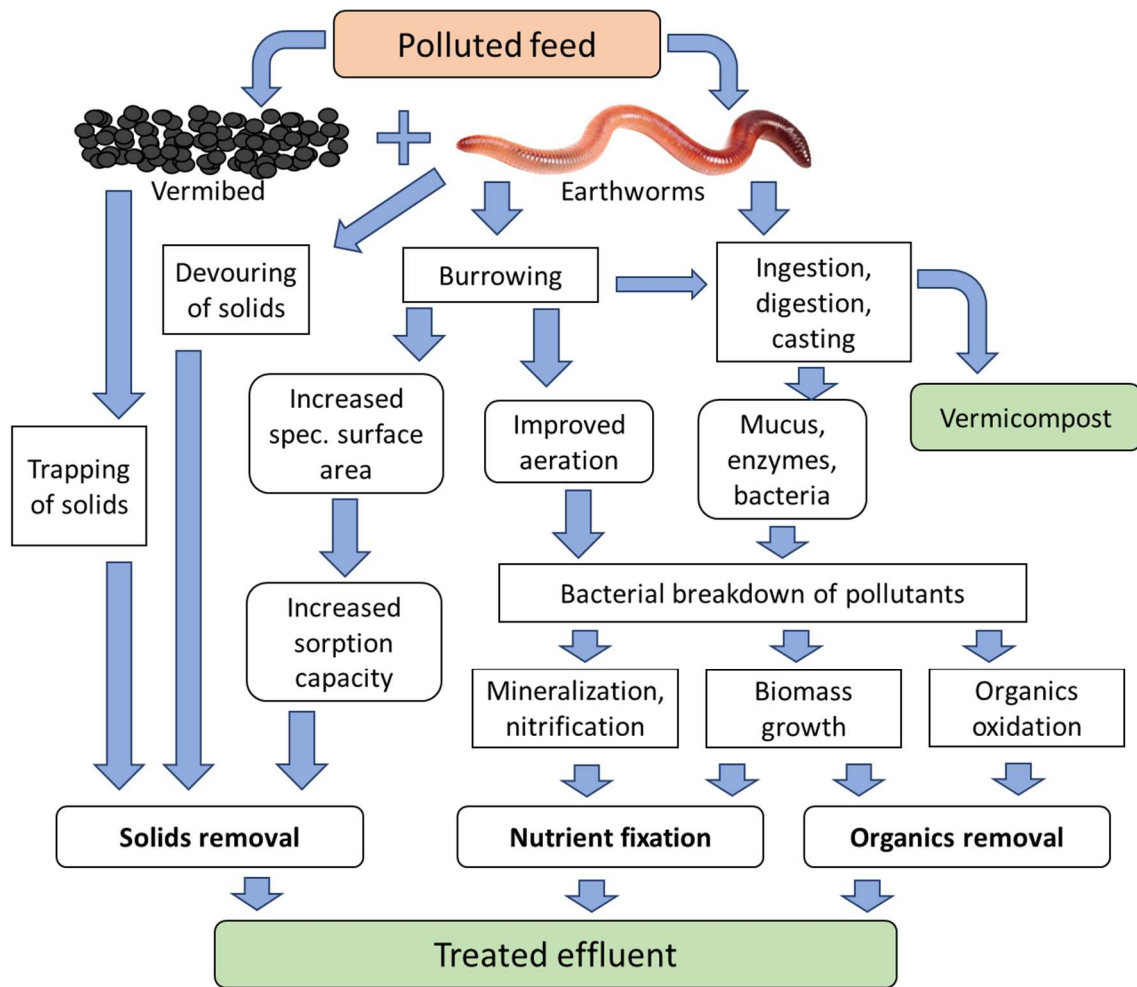 Polluted feed
Vermibed
Earthworms
Devouring
of solids
Burrowing
Ingestion,
digestion,
casting
Vermicompost
Trapping
of solids
Increased
spec. surface
area
Improved
aeration
Mucus,
enzymes,
bacteria
Increased
sorption
capacity
Bacterial breakdown of pollutants
Mineralization,
nitrification
Biomass
growth
Organics
oxidation
Solids removal
Nutrient fixation
Organics removal
Treated effluent